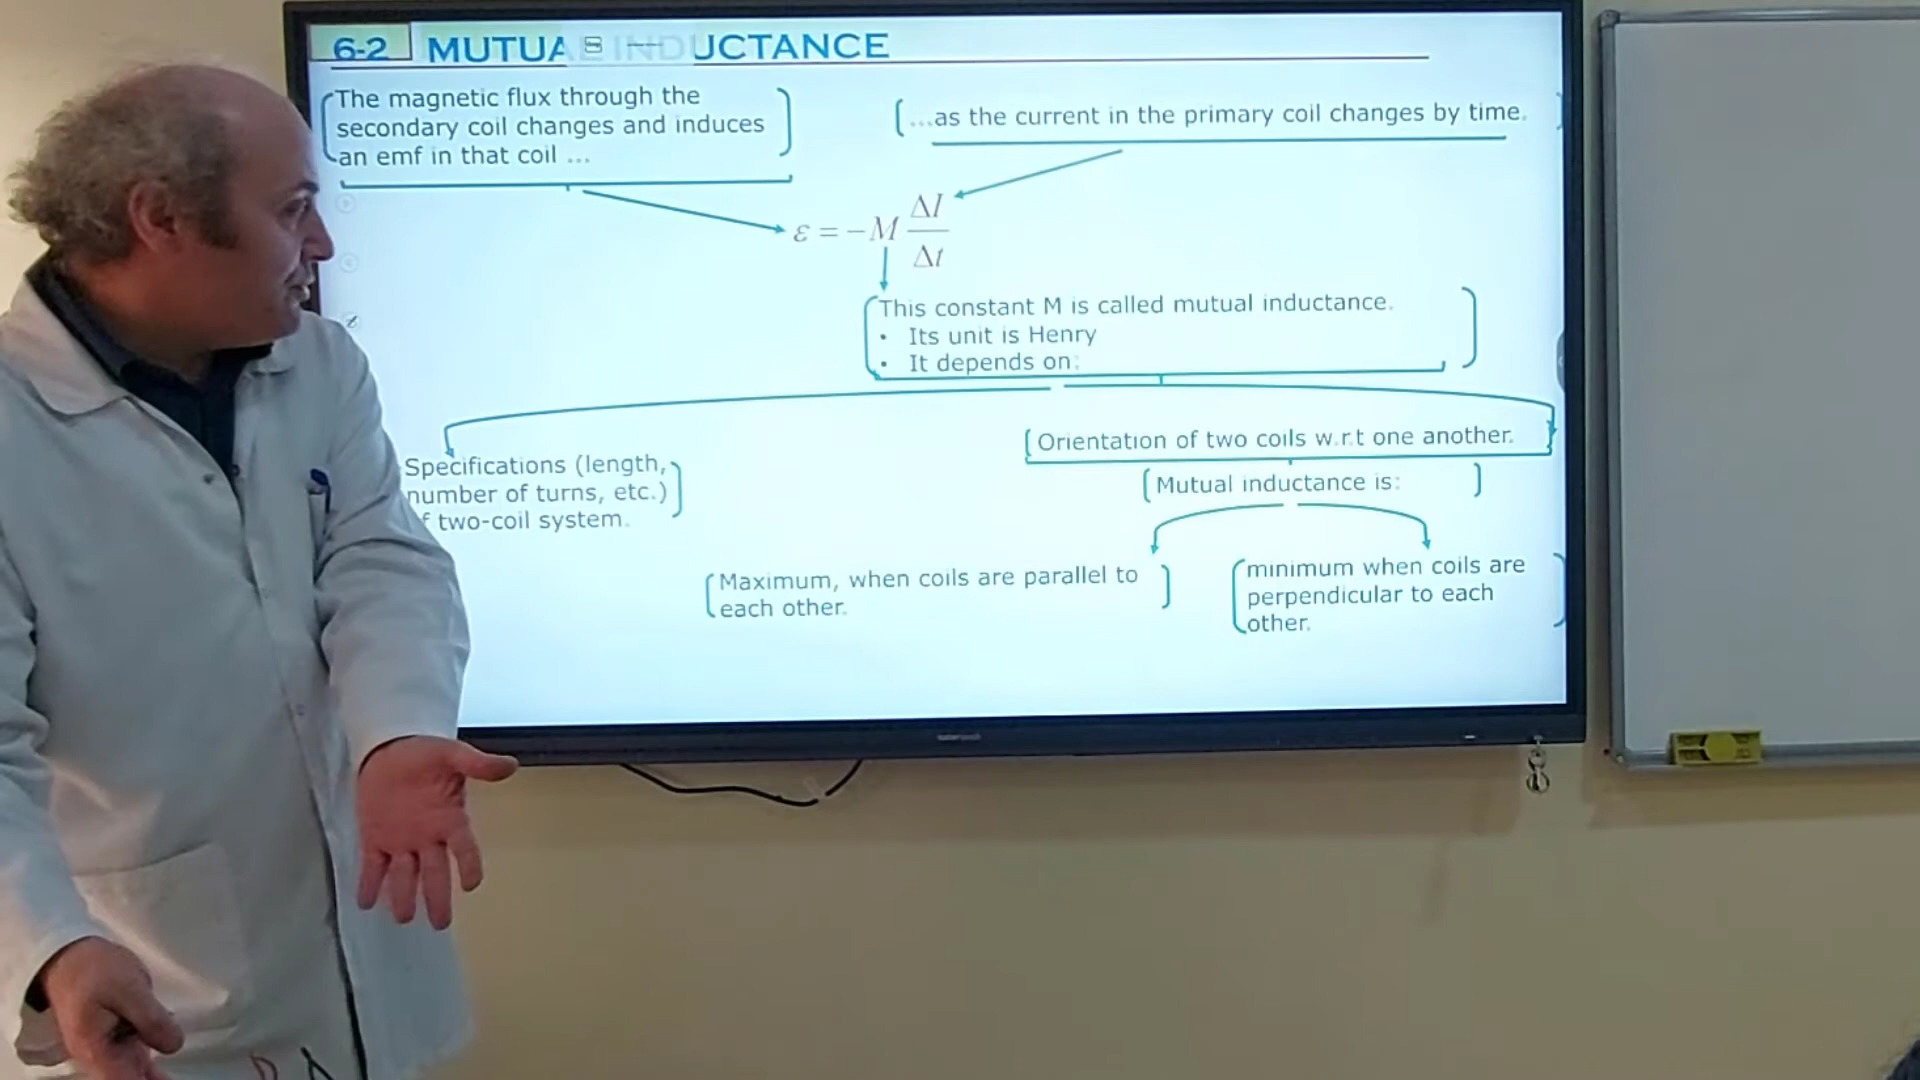 6-2 MUTUAL INDUCTANCE
The magnetic flux through the
secondary coil changes and induces
an emf in that coil ...
...as the current in the primary coil changes by time.
ε = -M ΔI/Δt
This constant M is called mutual inductance.
• Its unit is Henry
• It depends on:
Specifications (length,
number of turns, etc.)
f two-coil system.
Orientation of two coils w.r.t one another.
Mutual inductance is:
Maximum, when coils are parallel to
each other.
minimum when coils are
perpendicular to each
other.